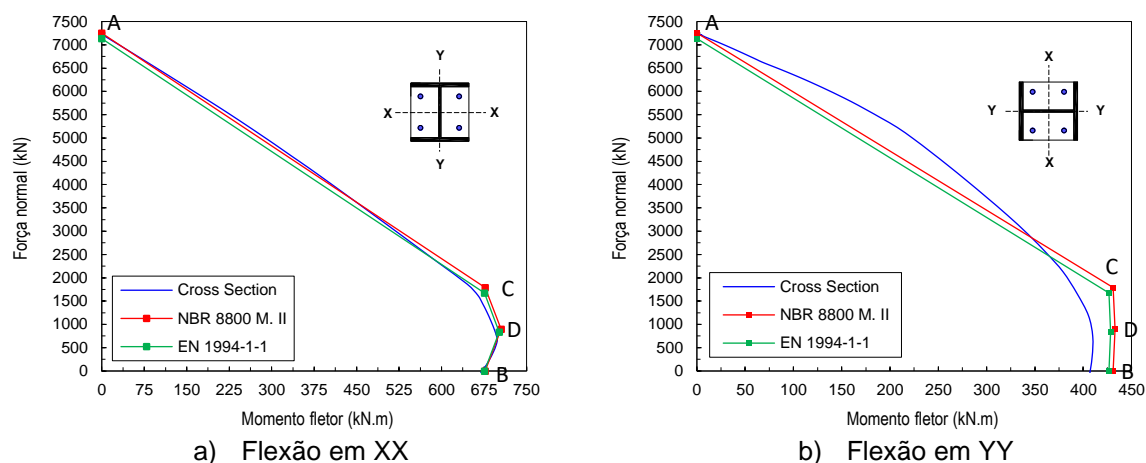 7500
7000
6500
6000
5500
5000
4500
4000
3500
3000
2500
2000
1500
1000
500
0
Força normal (kN)
A
Y
X X
Y
C
D
B
Cross Section
NBR 8800 M. II
EN 1994-1-1
0 75 150 225 300 375 450 525 600 675 750
Momento fletor (kN.m)
a) Flexão em XX
7500
7000
6500
6000
5500
5000
4500
4000
3500
3000
2500
2000
1500
1000
500
0
Força normal (kN)
A
X
Y Y
X
C
D
B
Cross Section
NBR 8800 M. II
EN 1994-1-1
0 50 100 150 200 250 300 350 400 450
Momento fletor (kN.m)
b) Flexão em YY